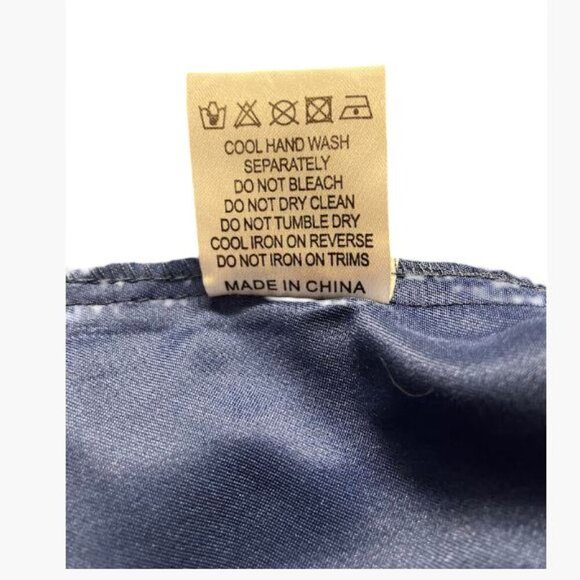 COOL HAND WASH
SEPARATELY
DO NOT BLEACH
DO NOT DRY CLEAN
DO NOT TUMBLE DRY
COOL IRON ON REVERSE
DO NOT IRON ON TRIMS
MADE IN CHINA